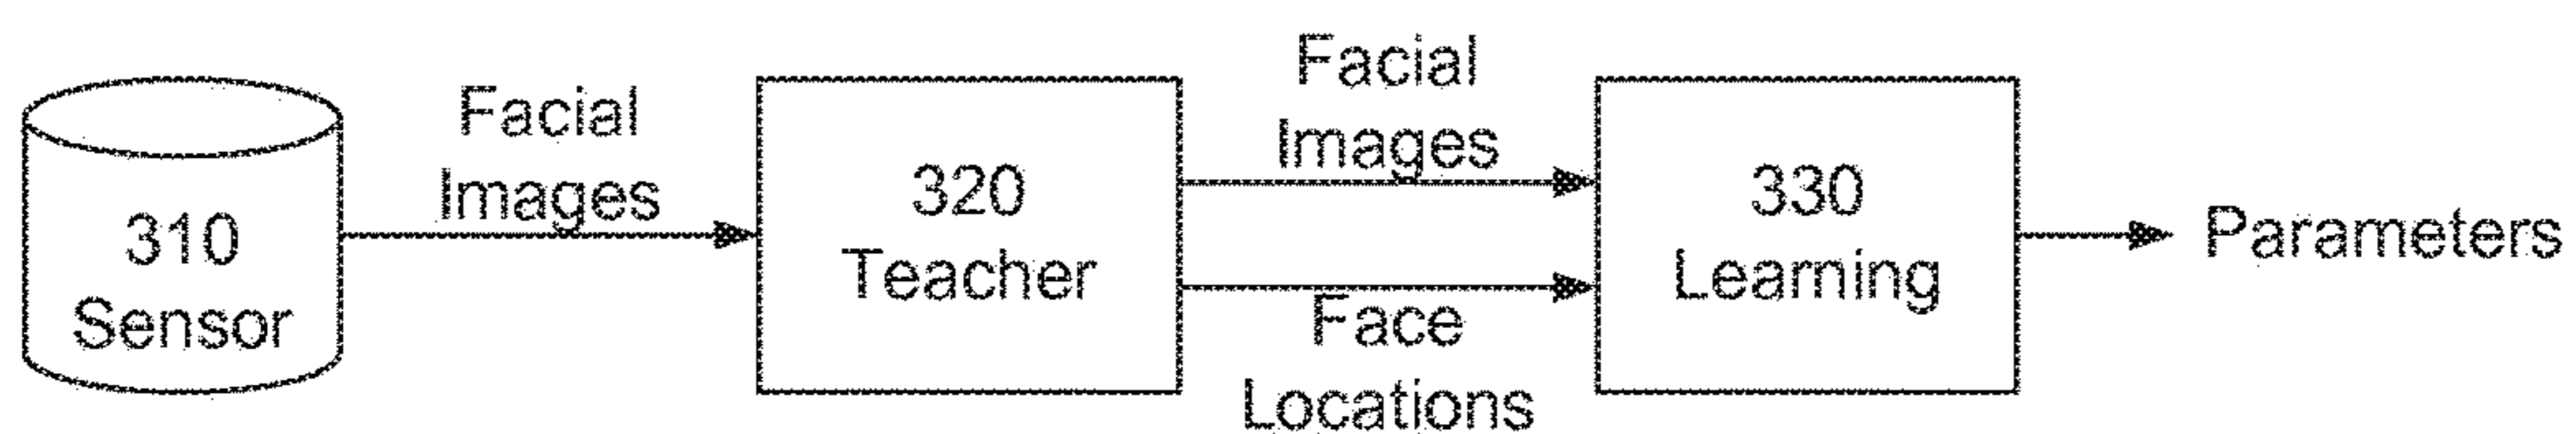 Facial
Images
310
Sensor
320
Teacher
Facial
Images
Face
Locations
330
Learning
Parameters